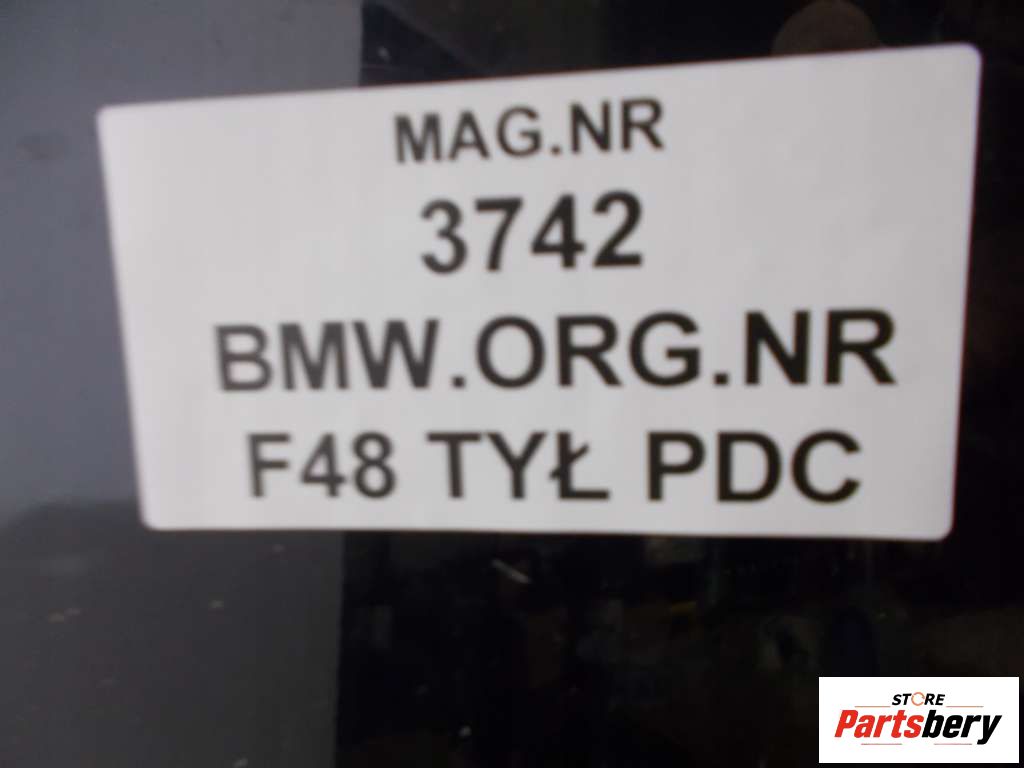 MAG.NR
3742
BMW.ORG.NR
F48 TYŁ PDC
STORE
Partsbery